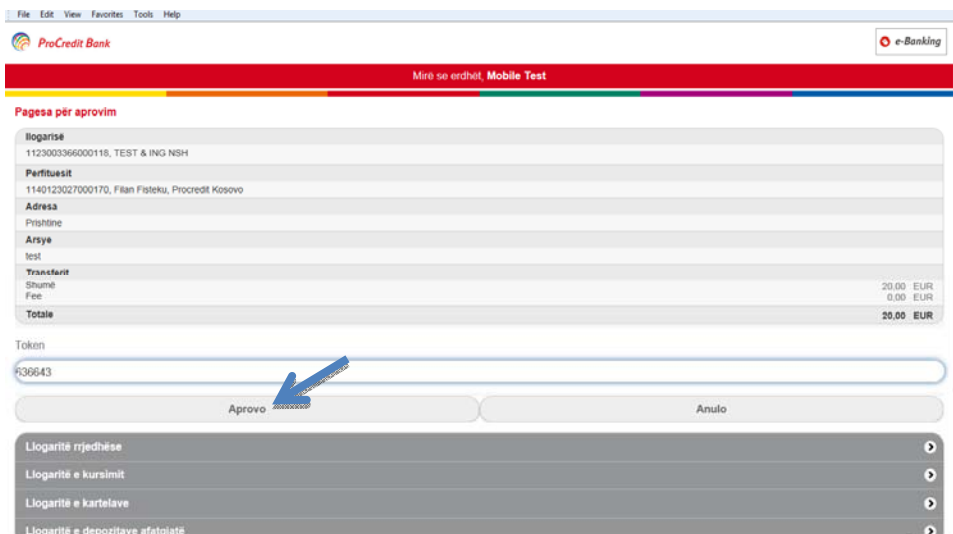 File Edit View Favorites Tools Help
ProCredit Bank
e-Banking
Mirë se erdhët, Mobile Test
Pagesa për aprovim
llogarisë
1123003366000118, TEST & ING NSH
Perfituesit
1140123027000170, Filan Fisteku, Procredit Kosovo
Adresa
Prishtine
Arsye
test
Transferit
Shumë 20,00 EUR
Fee 0,00 EUR
Totale 20,00 EUR
Token
636643
Aprovo Anulo
Llogaritë rrjedhëse
Llogaritë e kursimit
Llogaritë e kartelave
Llogaritë e depozitave afatgjatë